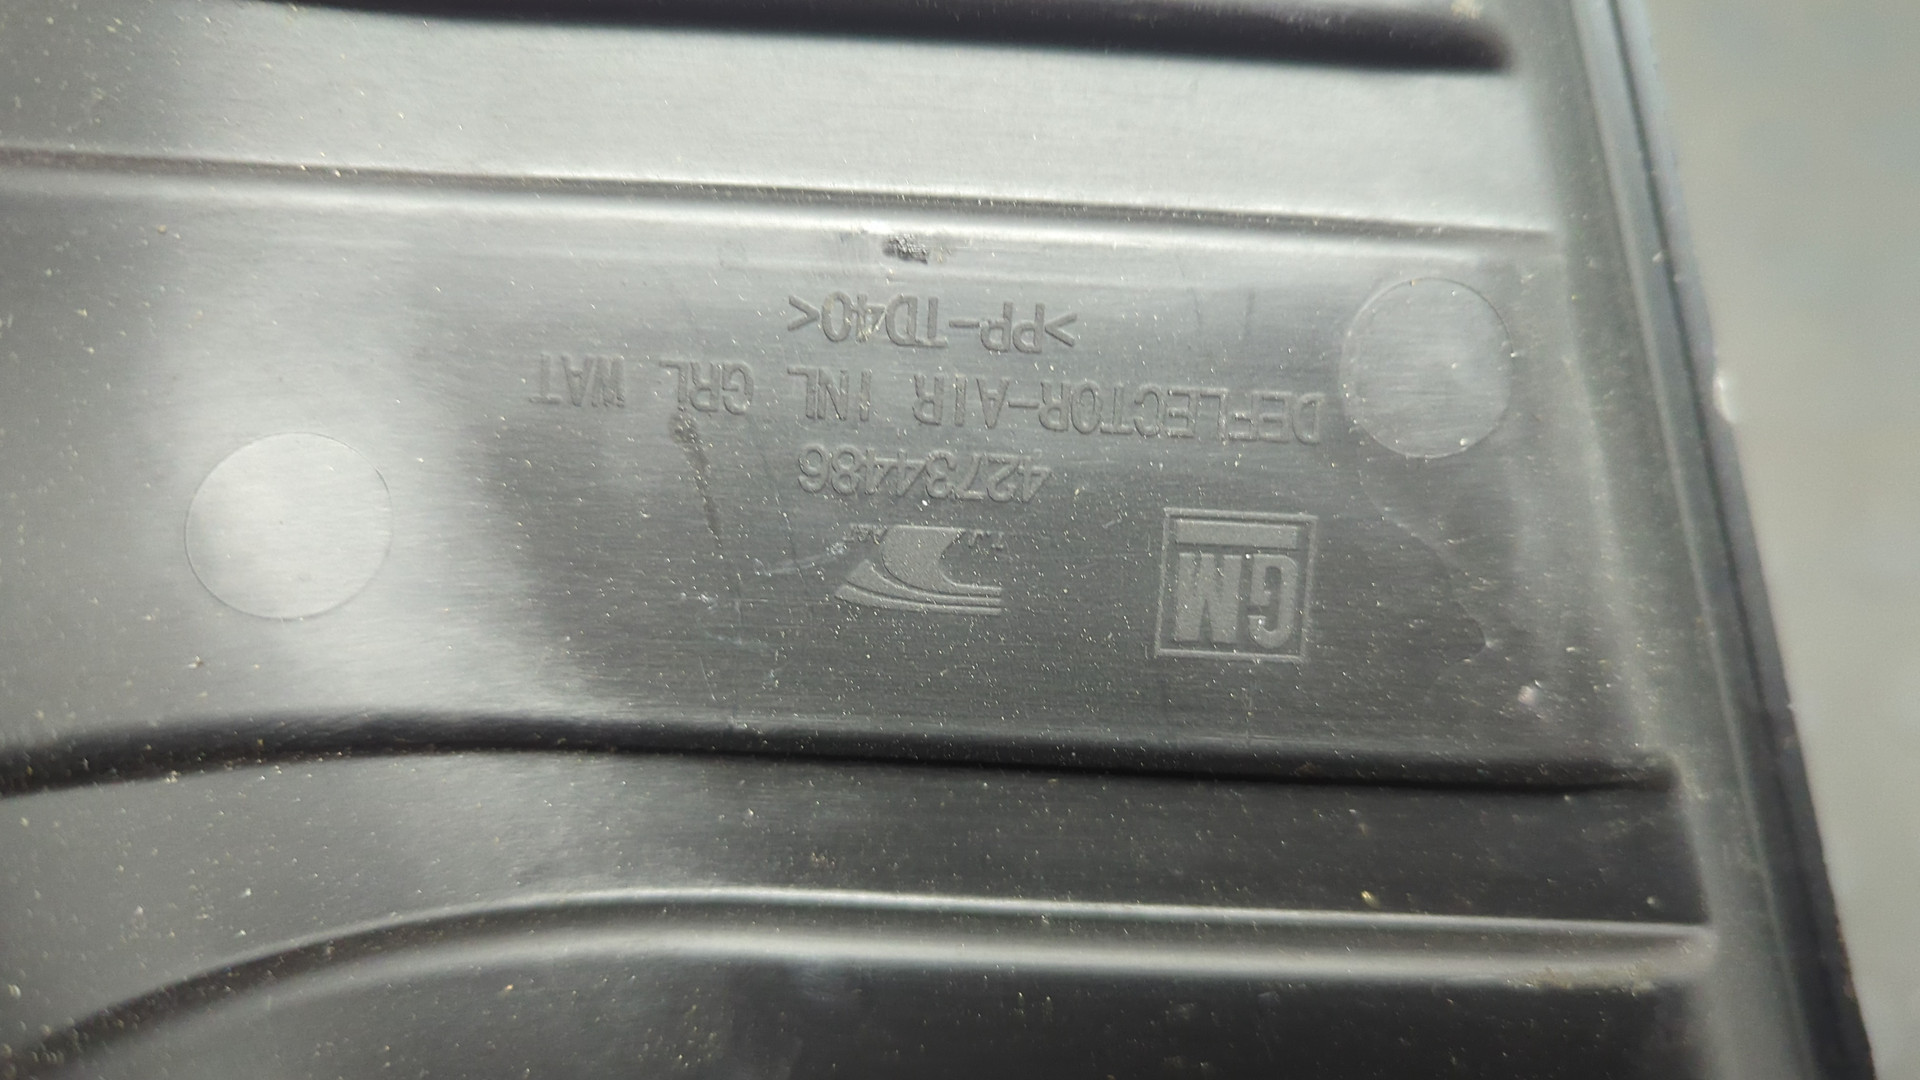 GM
42734486
DEFLECTOR-AIR INL GRL WAT
>PP-TD40<